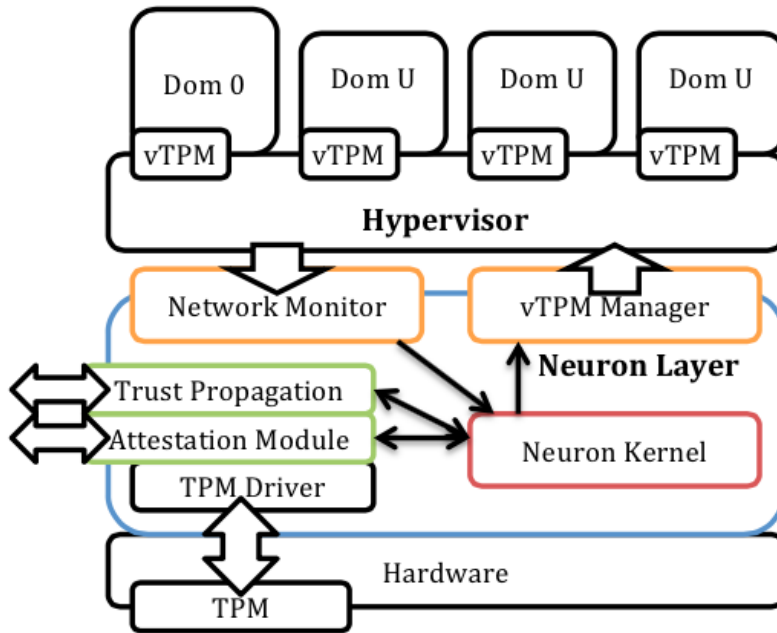 Dom 0
Dom U
Dom U
Dom U
vTPM
vTPM
vTPM
vTPM
Hypervisor
Network Monitor
vTPM Manager
Neuron Layer
Trust Propagation
Attestation Module
Neuron Kernel
TPM Driver
Hardware
TPM